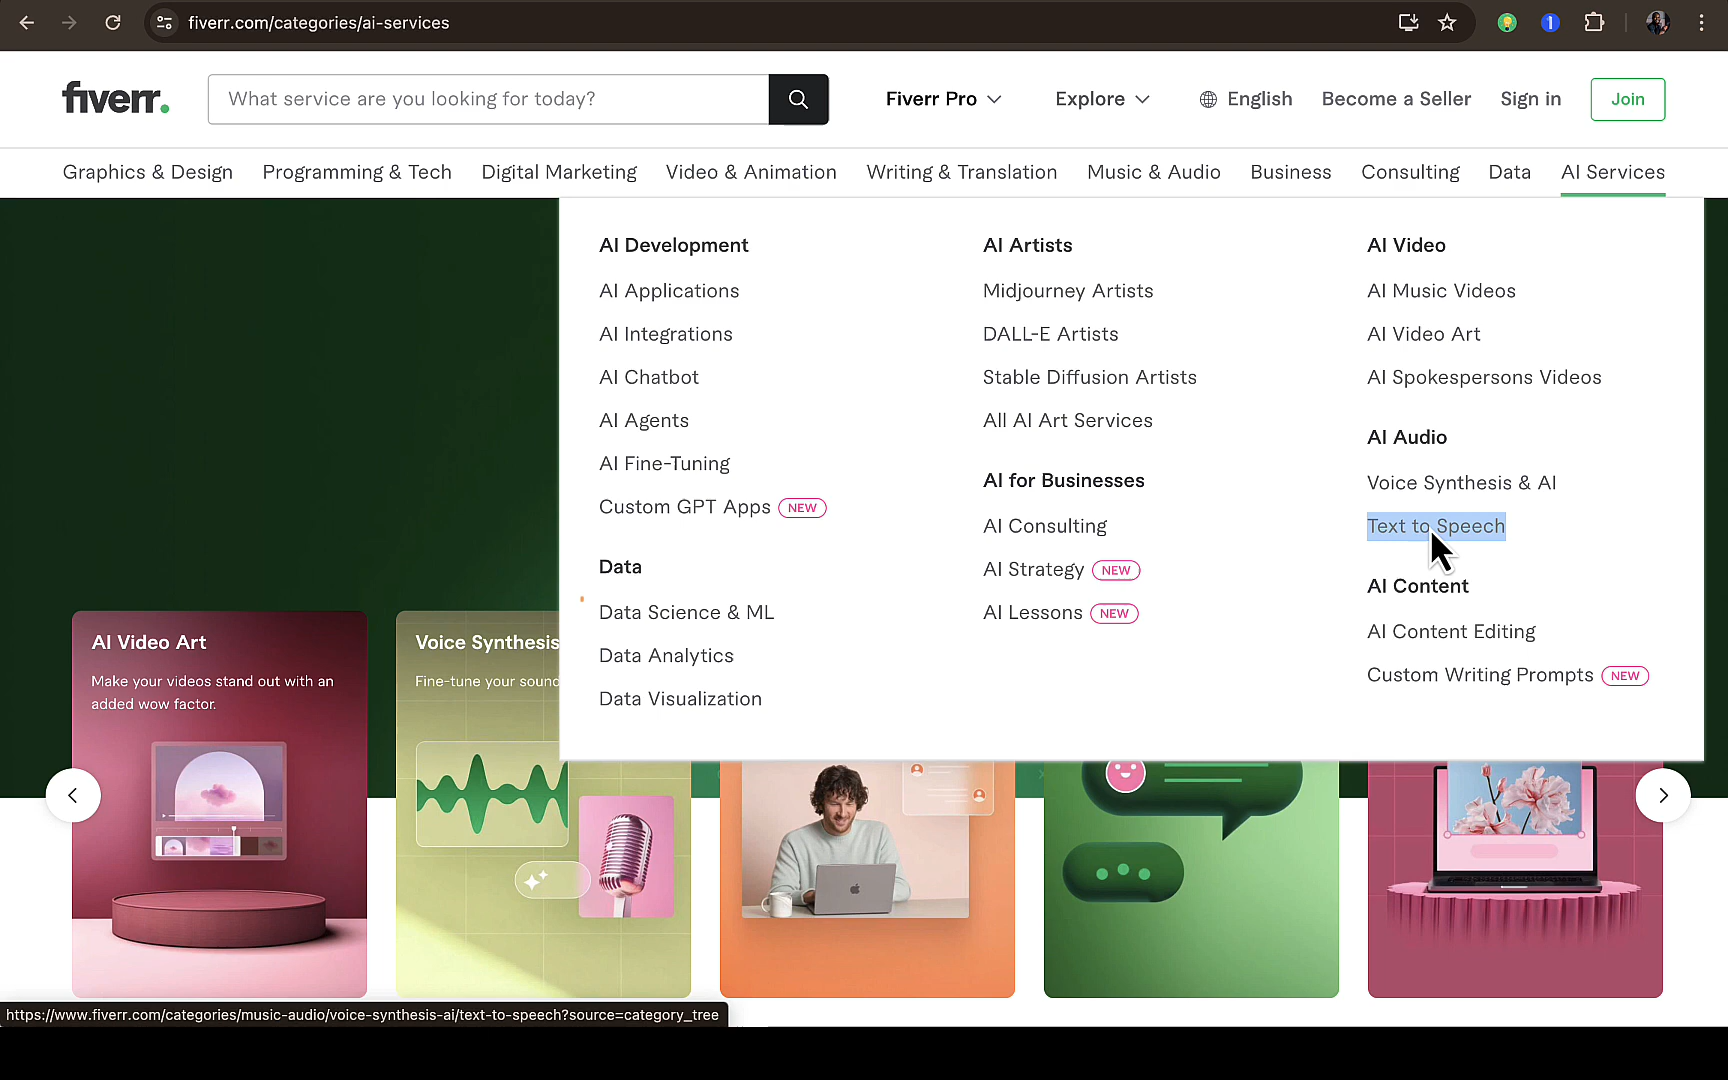 fiverr.com/categories/ai-services
fiverr.
What service are you looking for today?
Fiverr Pro
Explore
English
Become a Seller
Sign in
Join
Graphics & Design
Programming & Tech
Digital Marketing
Video & Animation
Writing & Translation
Music & Audio
Business
Consulting
Data
AI Services
AI Development
AI Applications
AI Integrations
AI Chatbot
AI Agents
AI Fine-Tuning
Custom GPT Apps NEW
Data
Data Science & ML
Data Analytics
Data Visualization
AI Artists
Midjourney Artists
DALL-E Artists
Stable Diffusion Artists
All AI Art Services
AI for Businesses
AI Consulting
AI Strategy NEW
AI Lessons NEW
AI Video
AI Music Videos
AI Video Art
AI Spokespersons Videos
AI Audio
Voice Synthesis & AI
Text to Speech
AI Content
AI Content Editing
Custom Writing Prompts NEW
AI Video Art
Make your videos stand out with an
added wow factor.
Voice Synthesis
Fine-tune your sound
https://www.fiverr.com/categories/music-audio/voice-synthesis-ai/text-to-speech?source=category_tree